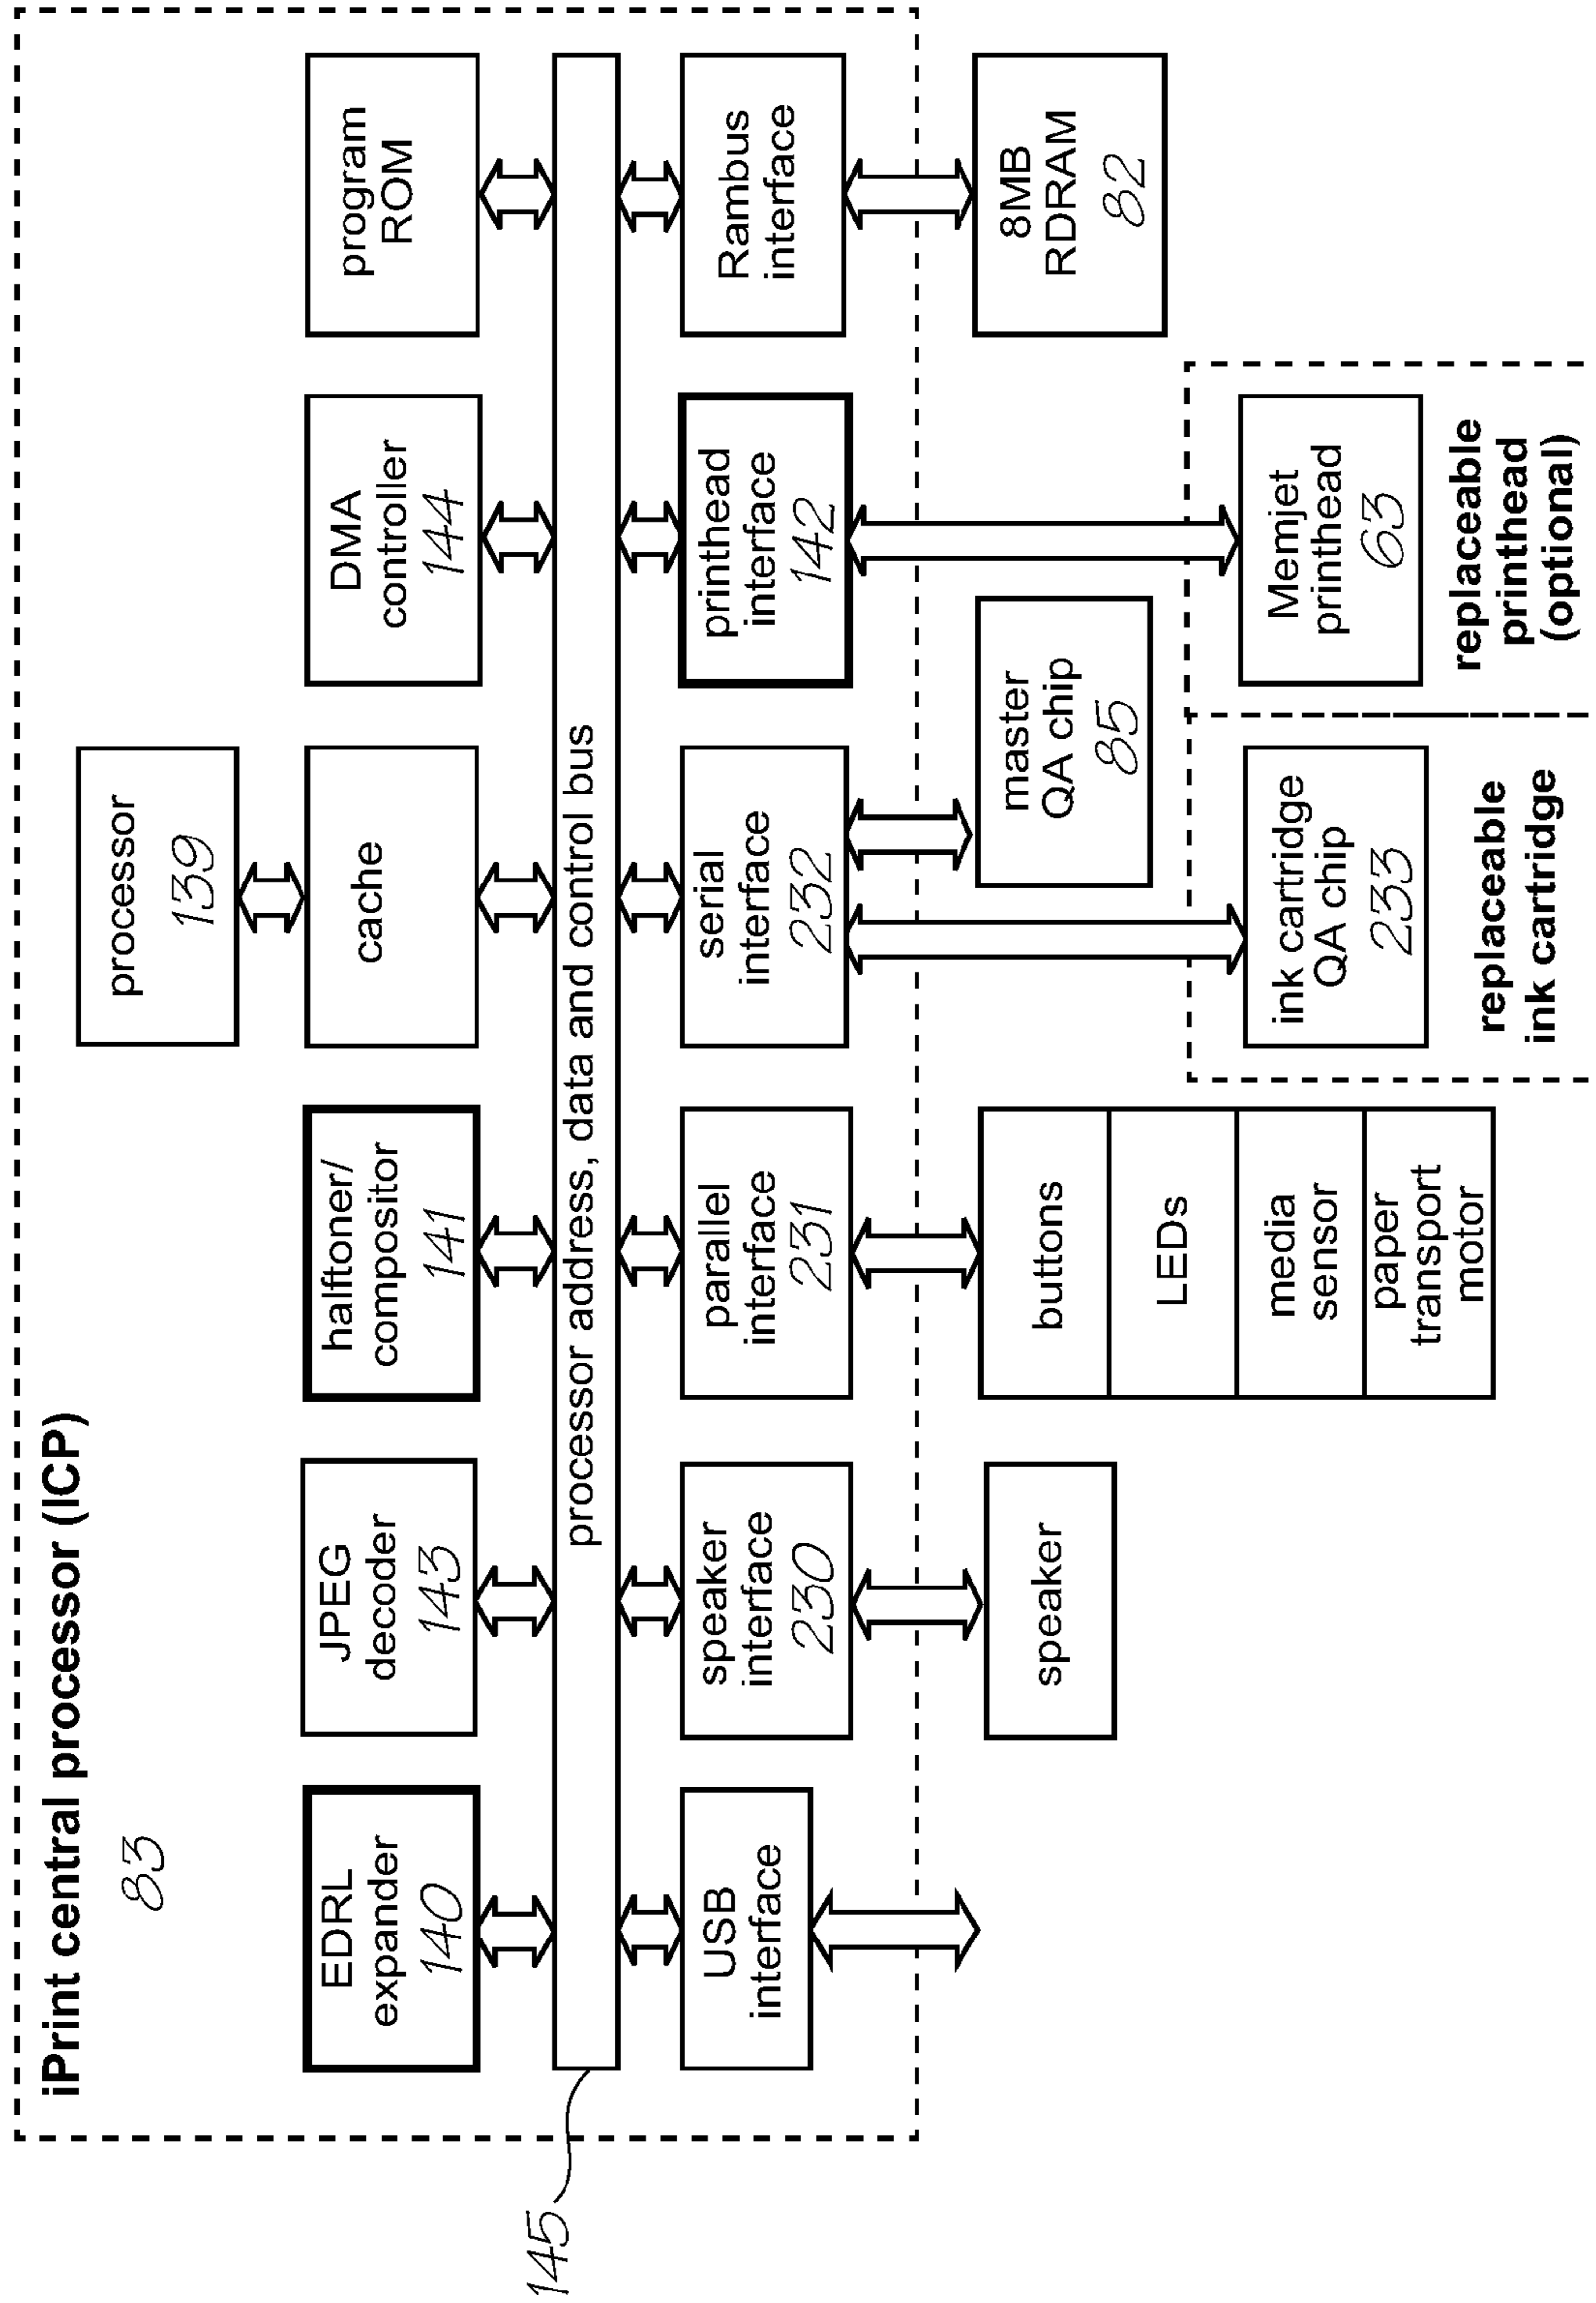 iPrint central processor (ICP)
83
processor
139
EDRL
expander
140
JPEG
decoder
143
halftoner/
compositor
141
cache
DMA
controller
144
program
ROM
145
processor address, data and control bus
USB
interface
speaker
interface
230
parallel
interface
231
serial
interface
232
printhead
interface
142
Rambus
interface
speaker
buttons
LEDs
media
sensor
paper
transport
motor
master
QA chip
85
8MB
RDRAM
82
ink cartridge
QA chip
233
replaceable
ink cartridge
Memjet
printhead
63
replaceable
printhead
(optional)